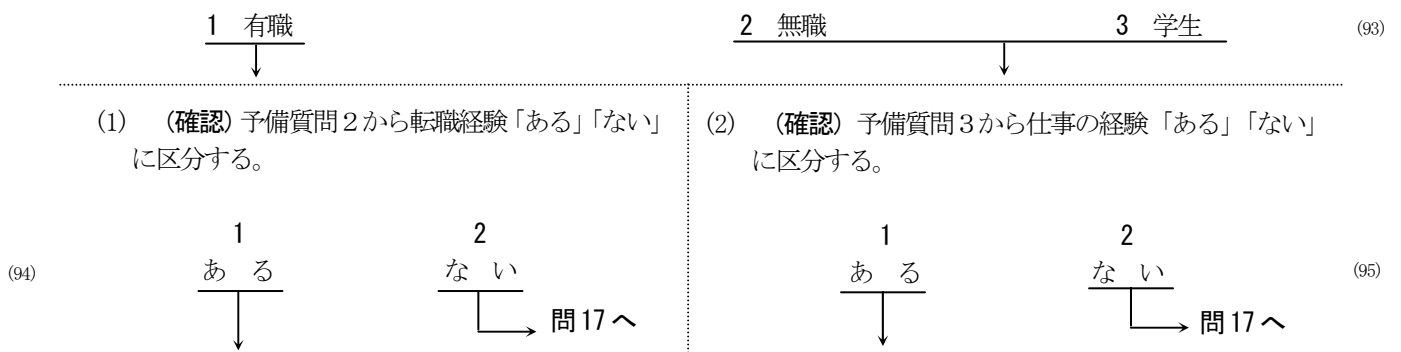 1 有職 2 無職 3 学生 (93)
(1) (確認) 予備質問２から転職経験「ある」「ない」
に区分する。
(2) (確認) 予備質問３から仕事の経験「ある」「ない」
に区分する。
1 2
(94) あ る な い
問17へ
1 2
あ る な い (95)
問17へ